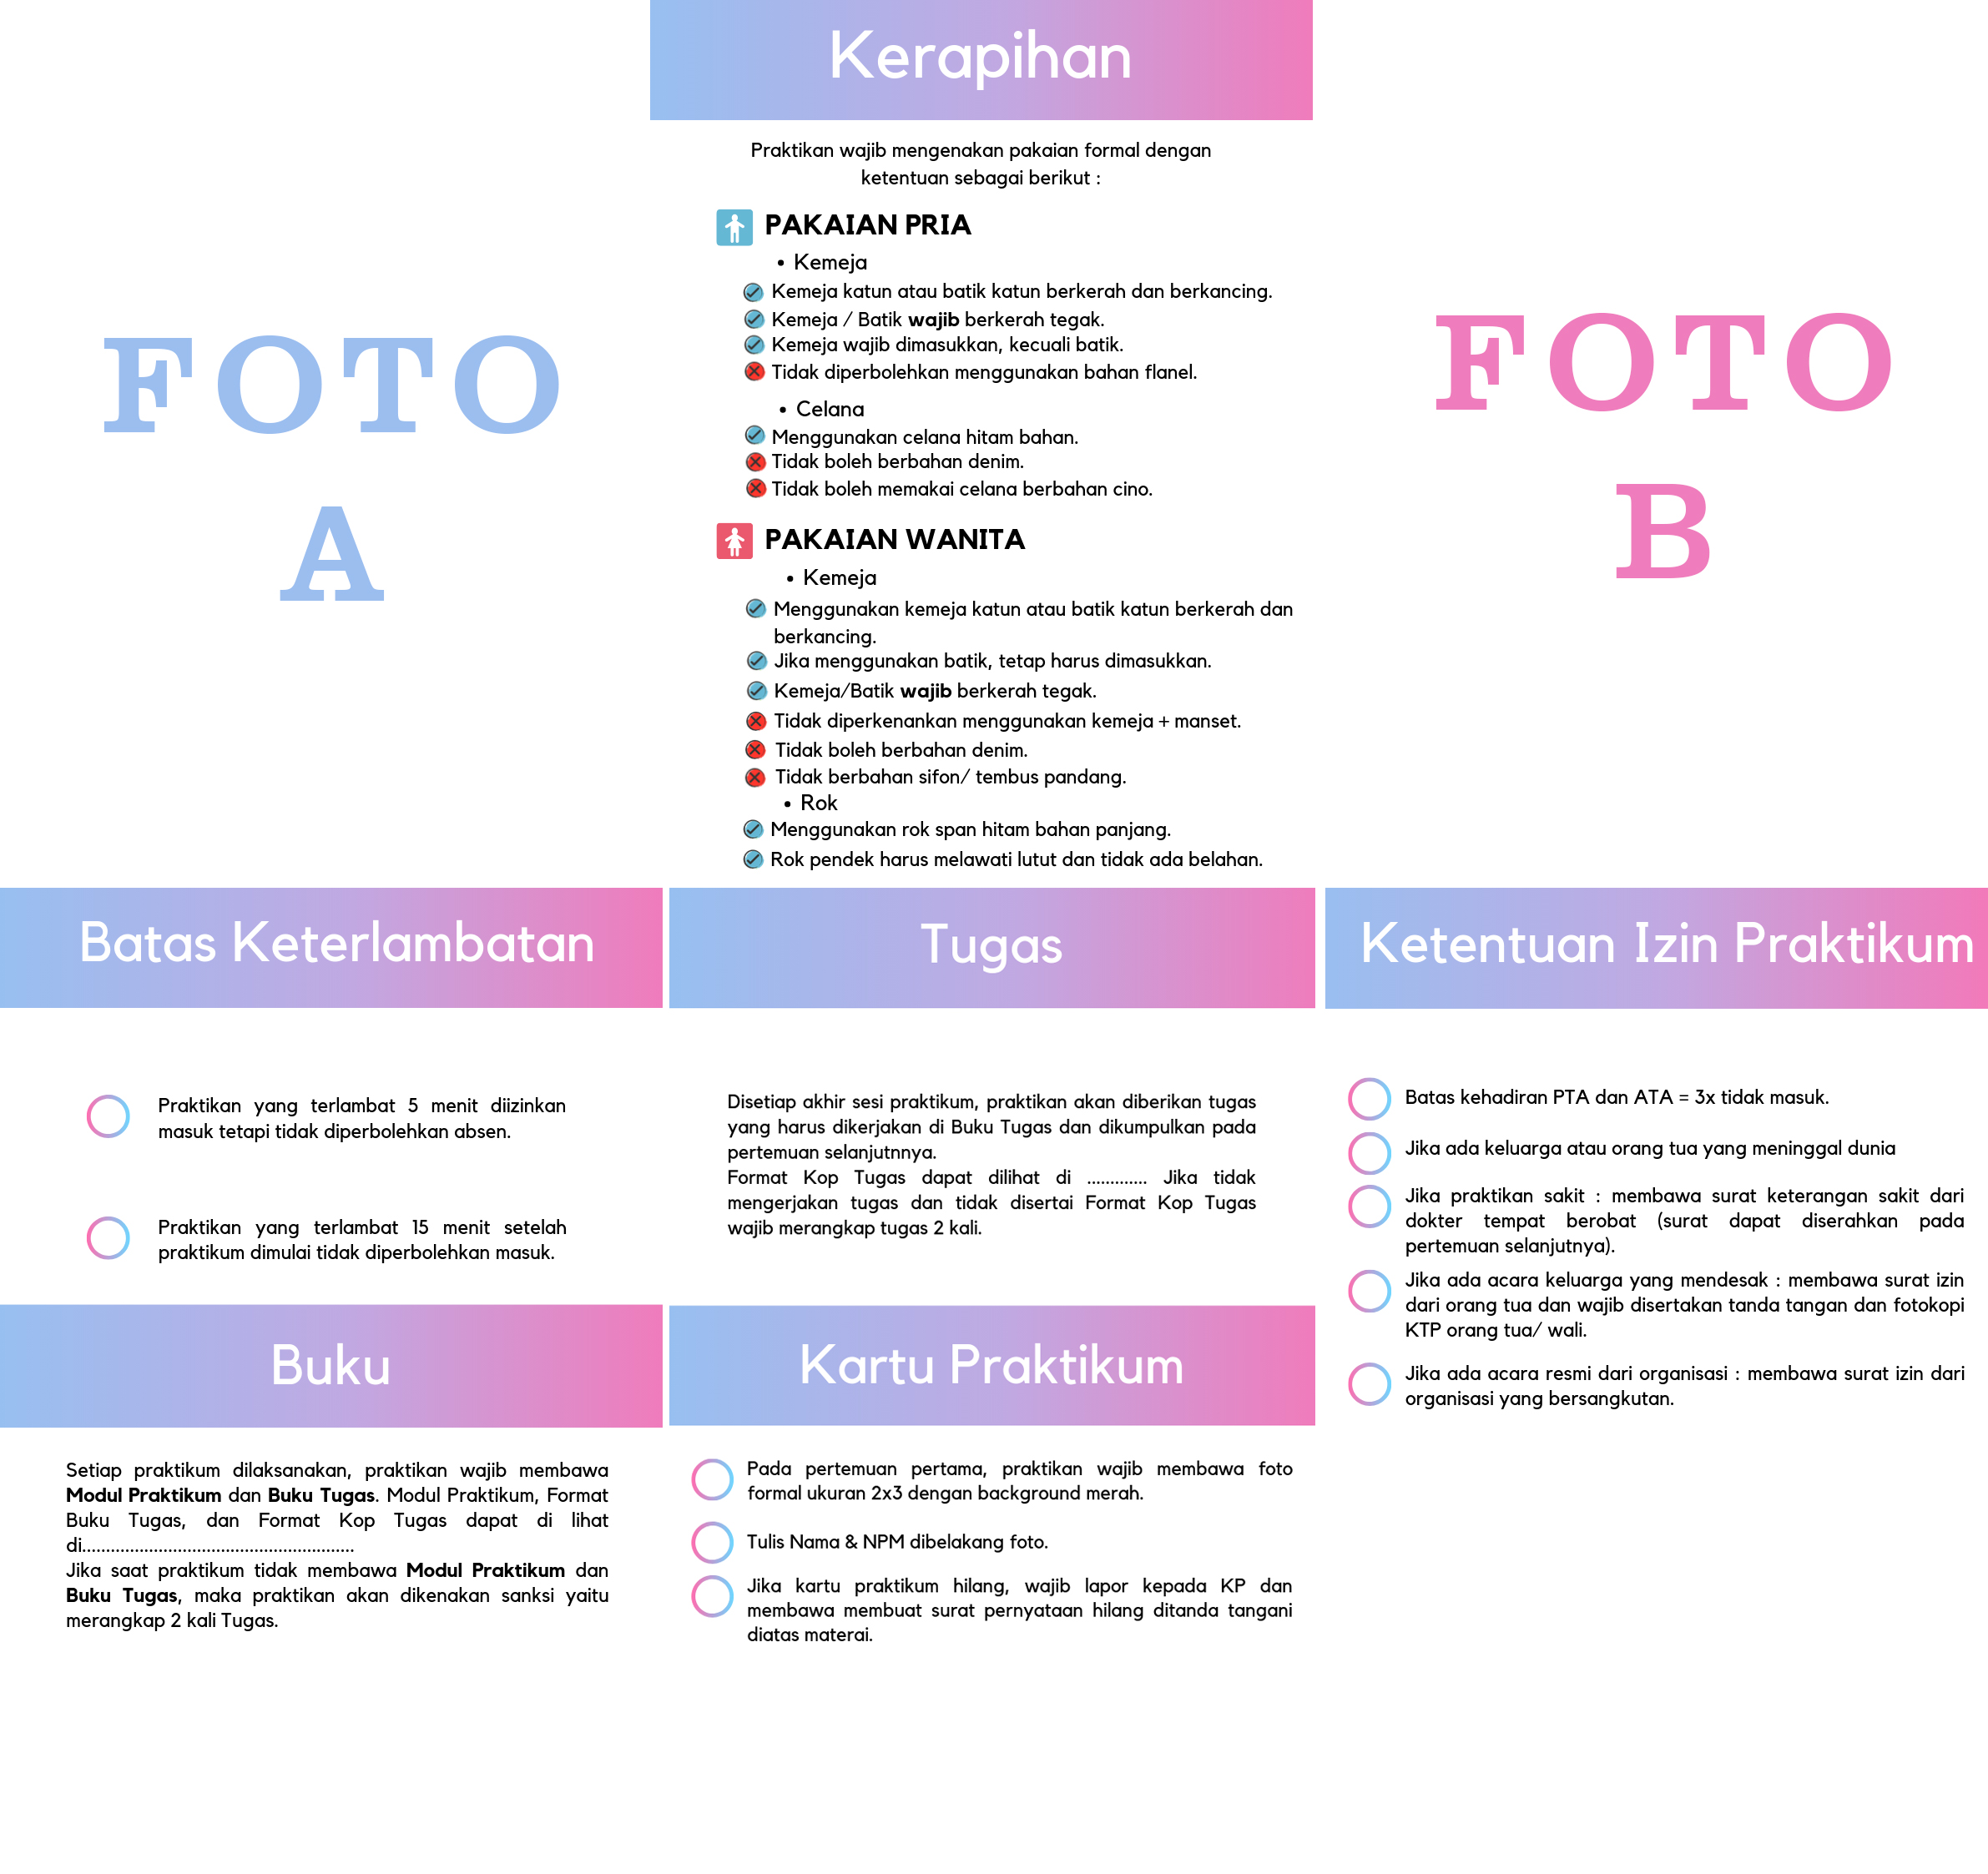 FOTO
A
Kerapihan
Praktikan wajib mengenakan pakaian formal dengan
ketentuan sebagai berikut :
PAKAIAN PRIA
• Kemeja
Kemeja katun atau batik katun berkerah dan berkancing.
Kemeja / Batik wajib berkerah tegak.
Kemeja wajib dimasukkan, kecuali batik.
Tidak diperbolehkan menggunakan bahan flanel.
• Celana
Menggunakan celana hitam bahan.
Tidak boleh berbahan denim.
Tidak boleh memakai celana berbahan cino.
PAKAIAN WANITA
• Kemeja
Menggunakan kemeja katun atau batik katun berkerah dan
berkancing.
Jika menggunakan batik, tetap harus dimasukkan.
Kemeja/Batik wajib berkerah tegak.
Tidak diperkenankan menggunakan kemeja + manset.
Tidak boleh berbahan denim.
Tidak berbahan sifon/ tembus pandang.
• Rok
Menggunakan rok span hitam bahan panjang.
Rok pendek harus melawati lutut dan tidak ada belahan.
FOTO
B
Batas Keterlambatan
Praktikan yang terlambat 5 menit diizinkan
masuk tetapi tidak diperbolehkan absen.
Praktikan yang terlambat 15 menit setelah
praktikum dimulai tidak diperbolehkan masuk.
Tugas
Disetiap akhir sesi praktikum, praktikan akan diberikan tugas
yang harus dikerjakan di Buku Tugas dan dikumpulkan pada
pertemuan selanjutnnya.
Format Kop Tugas dapat dilihat di ............. Jika tidak
mengerjakan tugas dan tidak disertai Format Kop Tugas
wajib merangkap tugas 2 kali.
Ketentuan Izin Praktikum
Batas kehadiran PTA dan ATA = 3x tidak masuk.
Jika ada keluarga atau orang tua yang meninggal dunia
Jika praktikan sakit : membawa surat keterangan sakit dari
dokter tempat berobat (surat dapat diserahkan pada
pertemuan selanjutnya).
Jika ada acara keluarga yang mendesak : membawa surat izin
dari orang tua dan wajib disertakan tanda tangan dan fotokopi
KTP orang tua/ wali.
Jika ada acara resmi dari organisasi : membawa surat izin dari
organisasi yang bersangkutan.
Buku
Setiap praktikum dilaksanakan, praktikan wajib membawa
Modul Praktikum dan Buku Tugas. Modul Praktikum, Format
Buku Tugas, dan Format Kop Tugas dapat di lihat
di.........................................................
Jika saat praktikum tidak membawa Modul Praktikum dan
Buku Tugas, maka praktikan akan dikenakan sanksi yaitu
merangkap 2 kali Tugas.
Kartu Praktikum
Pada pertemuan pertama, praktikan wajib membawa foto
formal ukuran 2x3 dengan background merah.
Tulis Nama & NPM dibelakang foto.
Jika kartu praktikum hilang, wajib lapor kepada KP dan
membawa membuat surat pernyataan hilang ditanda tangani
diatas materai.